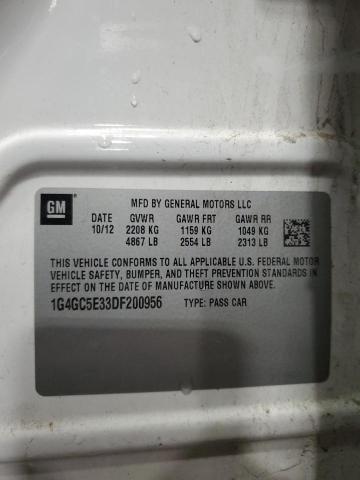 GM
MFD BY GENERAL MOTORS LLC
DATE GVWR GAWR FRT GAWR RR
10/12 2208 KG 1159 KG 1049 KG
4867 LB 2554 LB 2313 LB
THIS VEHICLE CONFORMS TO ALL APPLICABLE U.S. FEDERAL MOTOR
VEHICLE SAFETY, BUMPER, AND THEFT PREVENTION STANDARDS
IN EFFECT ON THE DATE OF MANUFACTURE SHOWN ABOVE.
1G4GC5E33DF200956 TYPE: PASS CAR